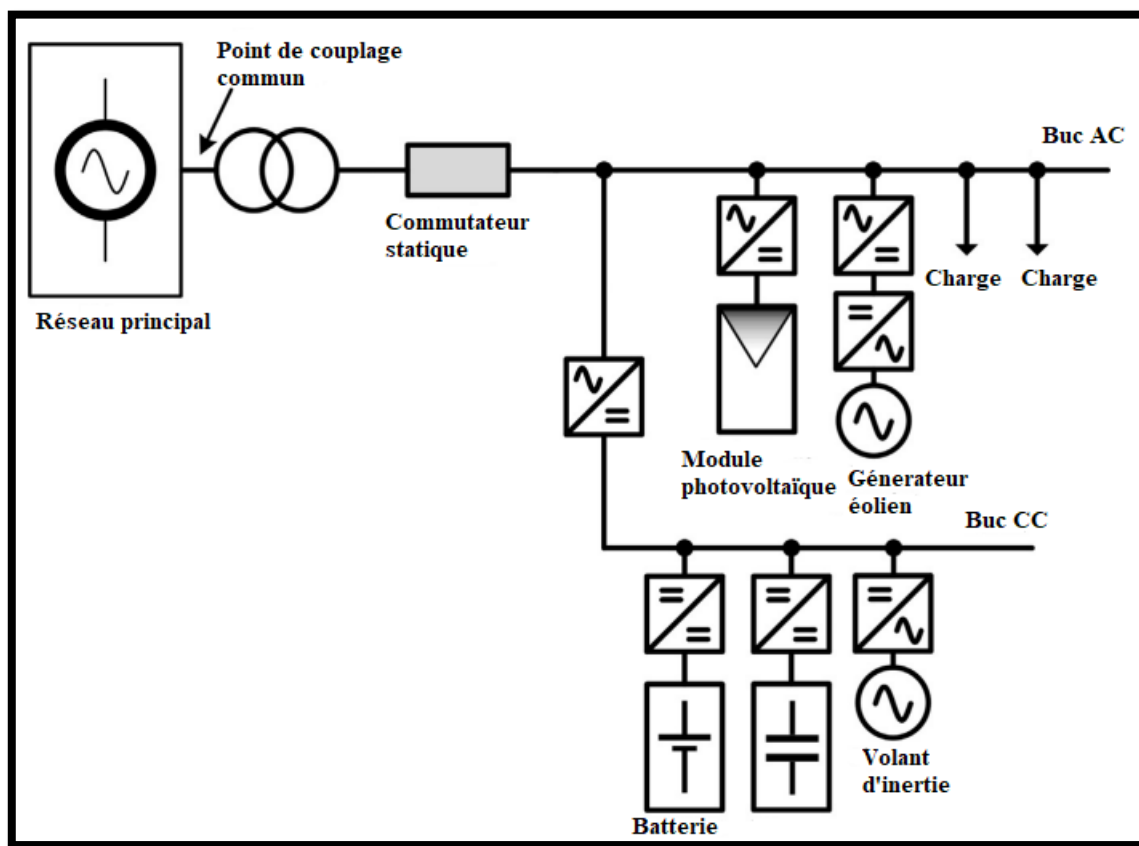 Point de couplage
commun
Buc AC
Commutateur
statique
Charge
Charge
Réseau principal
Module
photovoltaïque
Génerateur
éolien
Buc CC
Volant
d'inertie
Batterie